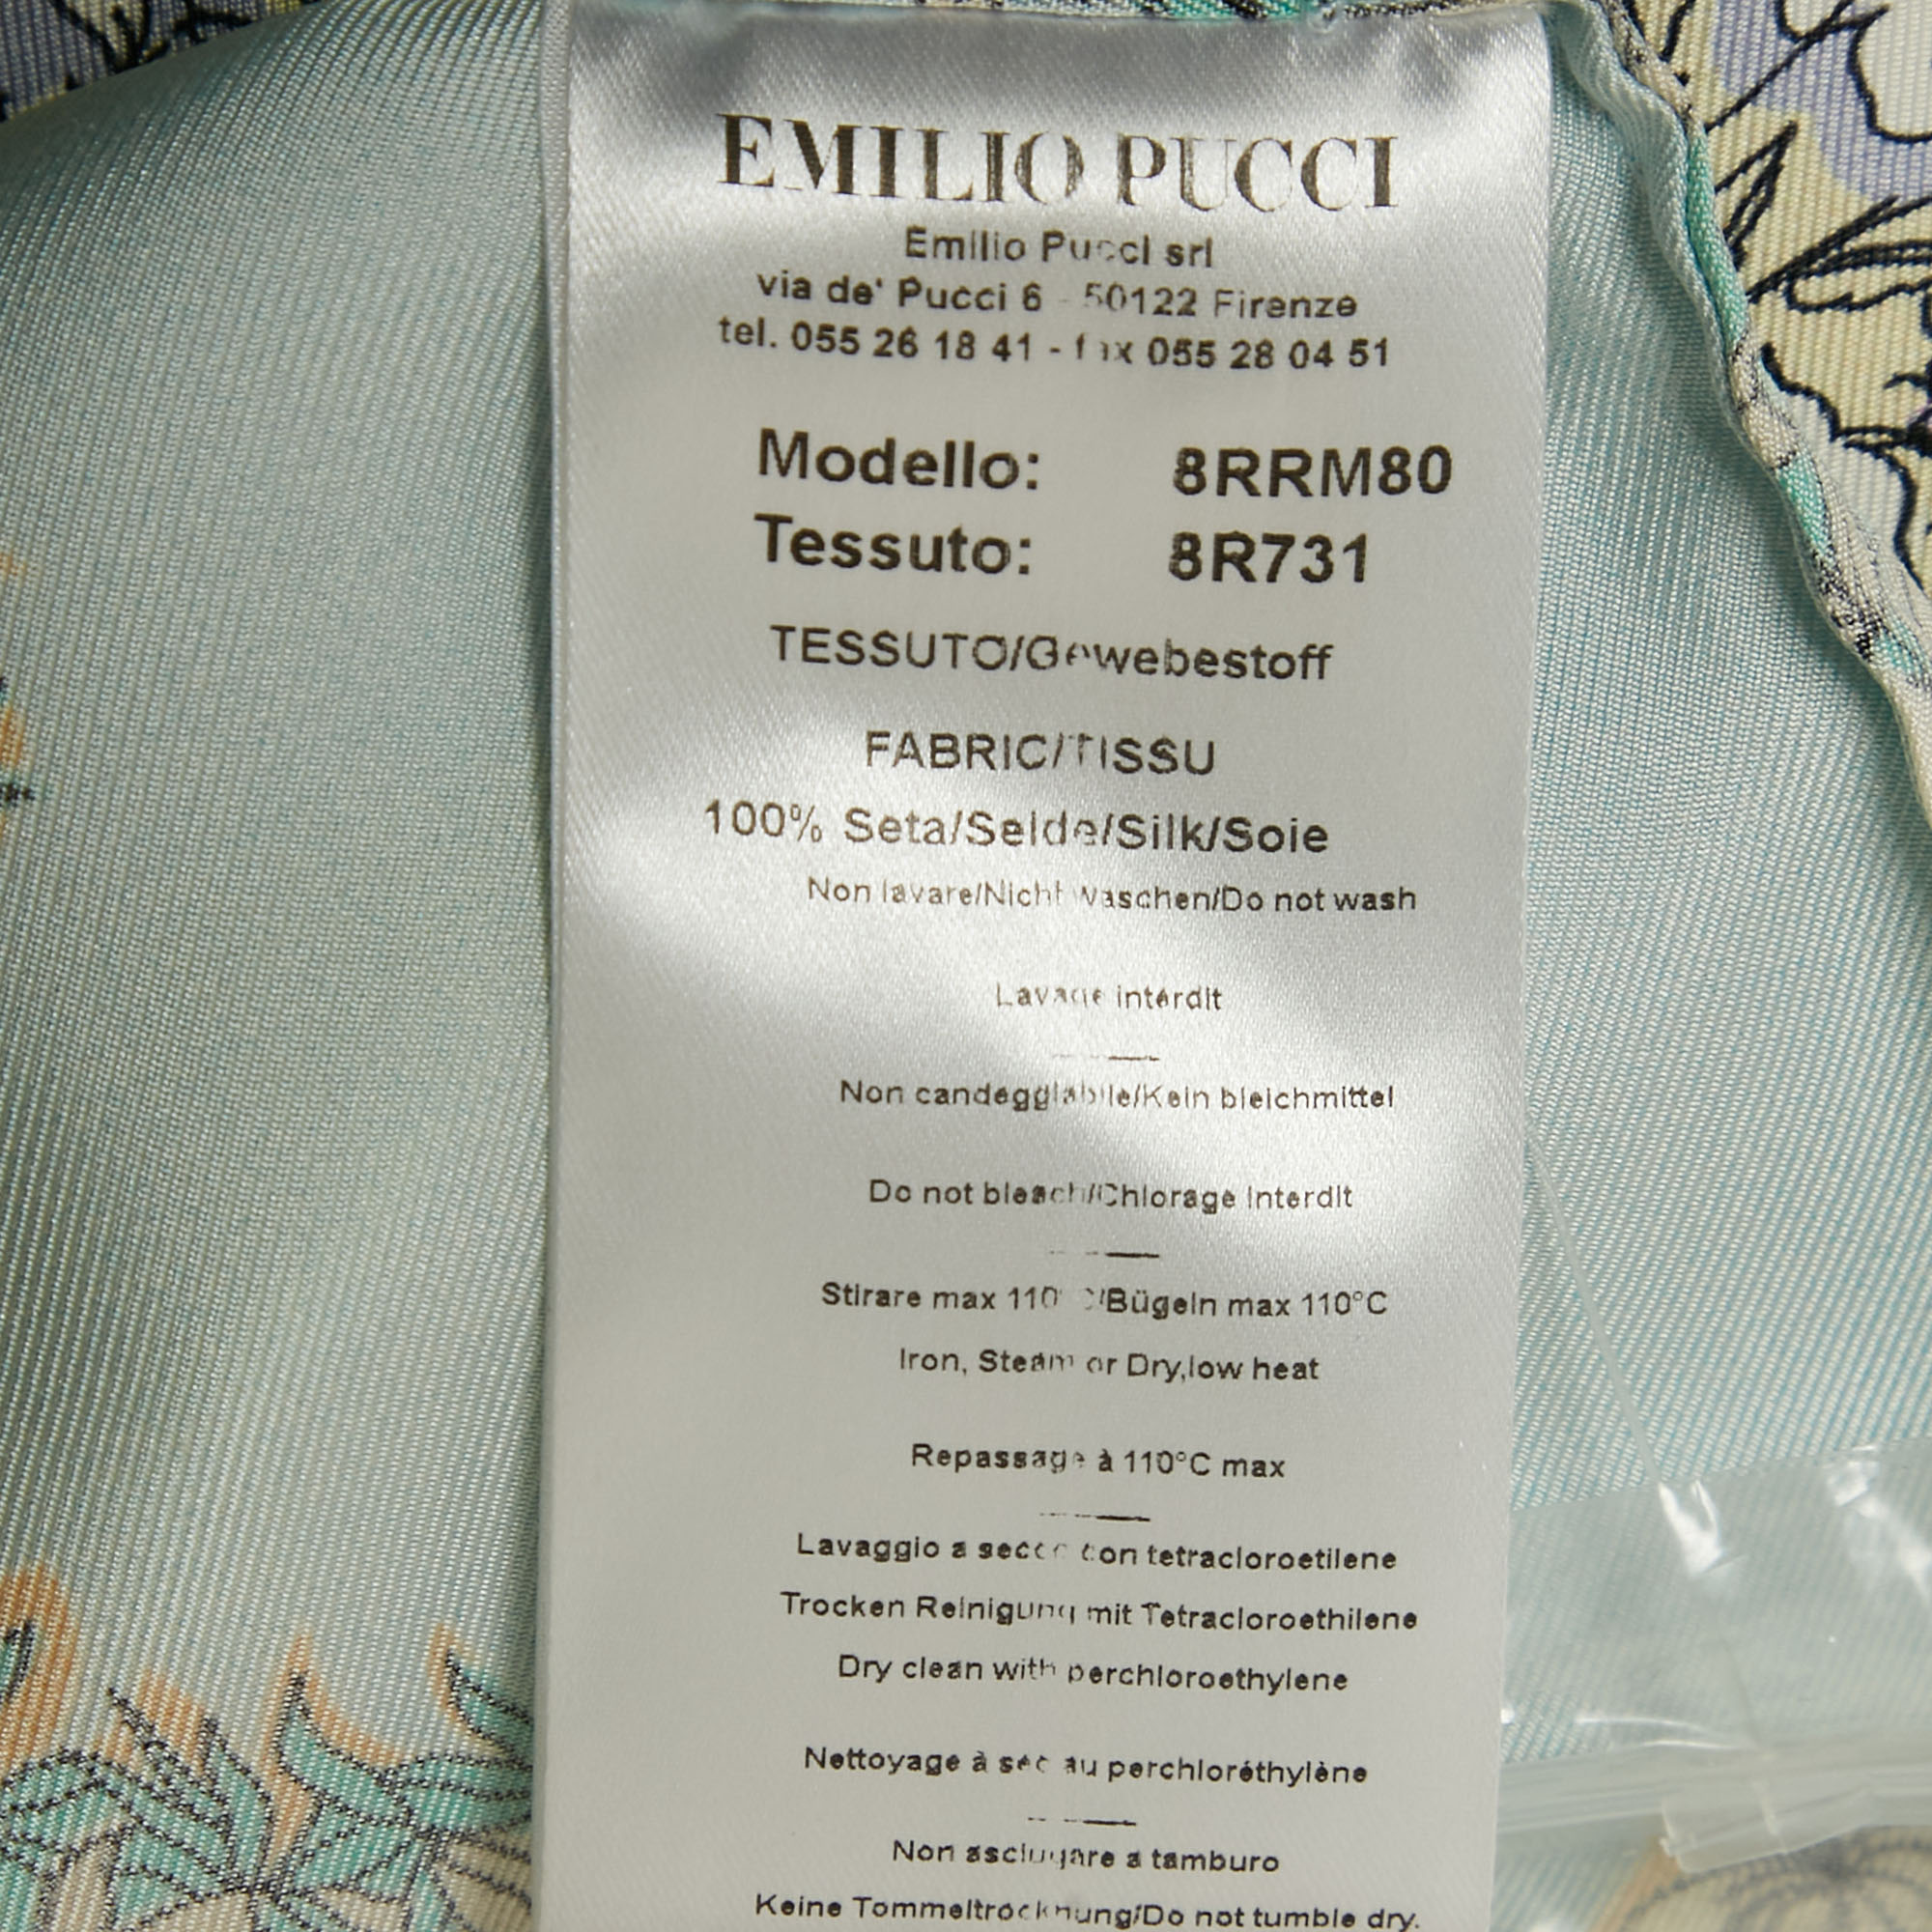 EMILIO PUCCI
Emilio Pucci srl
via de' Pucci 6 - 50122 Firenze
tel. 055 26 18 41 - fax 055 28 04 51
Modello: 8RRM80
Tessuto: 8R731
TESSUTO/Gewebestoff
FABRIC/TISSU
100% Seta/Seide/Silk/Soie
Non lavare/Nicht waschen/Do not wash
Lavage interdit
Non candeggiabile/Kein bleichmittel
Do not bleach/Chlorage interdit
Stirare max 110°C/Bügeln max 110°C
Iron, Steam or Dry,low heat
Repassage à 110°C max
Lavaggio a secco con tetracloroetilene
Trocken Reinigung mit Tetracloroethilene
Dry clean with perchloroethylene
Nettoyage à sec au perchloréthylène
Non asciugare a tamburo
Keine Tommeltrocknung/Do not tumble dry.